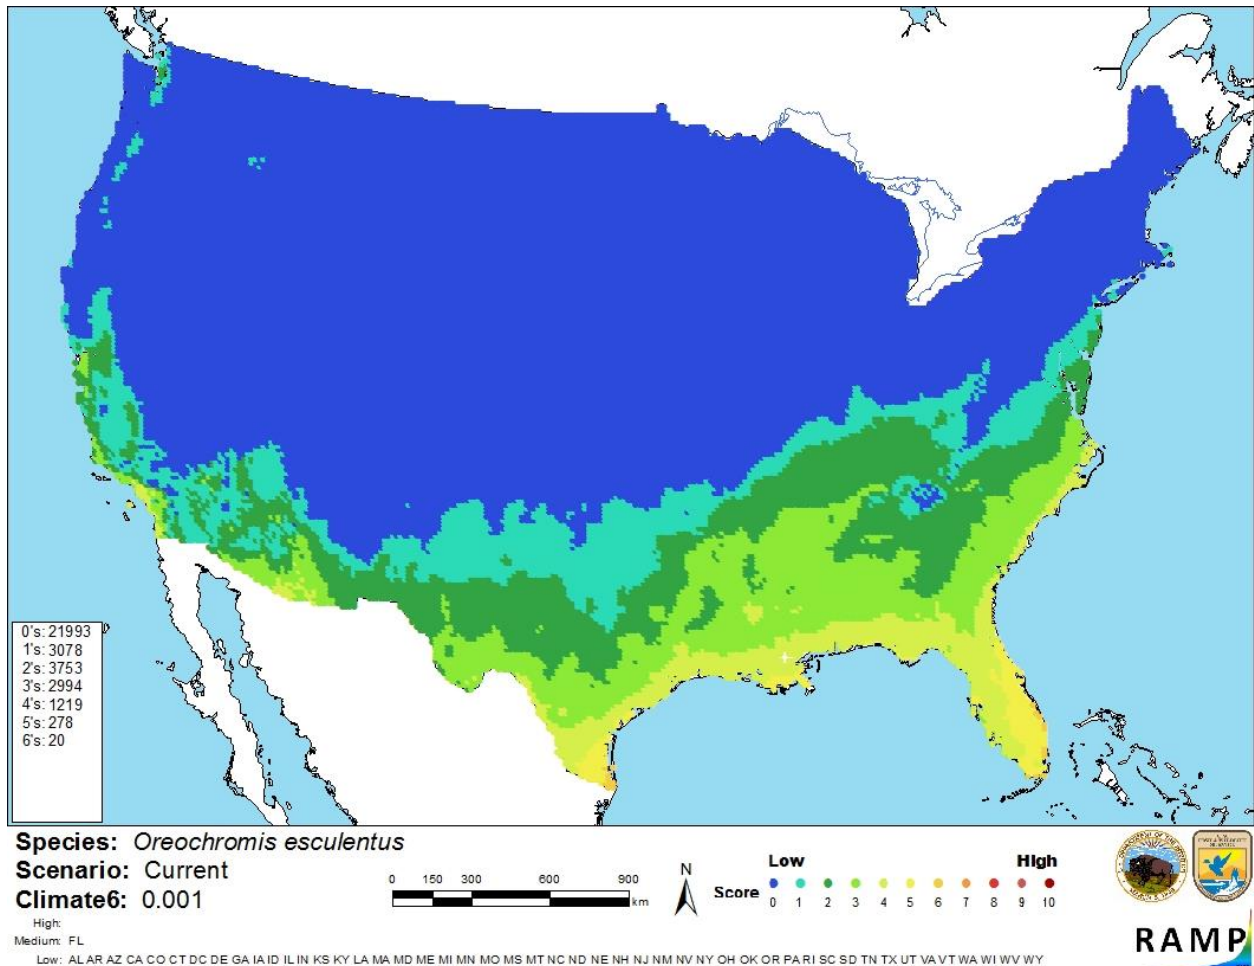 0's: 21993
1's: 3078
2's: 3753
3's: 2994
4's: 1219
5's: 278
6's: 20
Species: Oreochromis esculentus
Scenario: Current
Climate6: 0.001
High:
Medium: FL
Low: AL AR AZ CA CO CT DC DE GA IA ID IL IN KS KY LA MA MD ME MI MN MO MS MT NC ND NE NH NJ NM NV NY OH OK OR PA RI SC SD TN TX UT VA VT WA WI WV WY
0 150 300 600 900
km
N
Low High
Score
0 1 2 3 4 5 6 7 8 9 10
RAMP